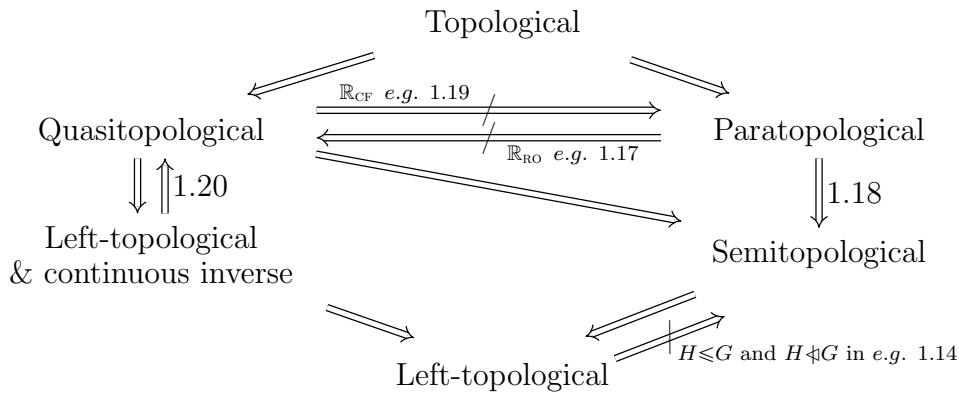 Topological
ℝ_CF e.g. 1.19
Quasitopological
Paratopological
ℝ_RO e.g. 1.17
1.20
1.18
Left-topological
& continuous inverse
Semitopological
H⩽G and H⋪G in e.g. 1.14
Left-topological